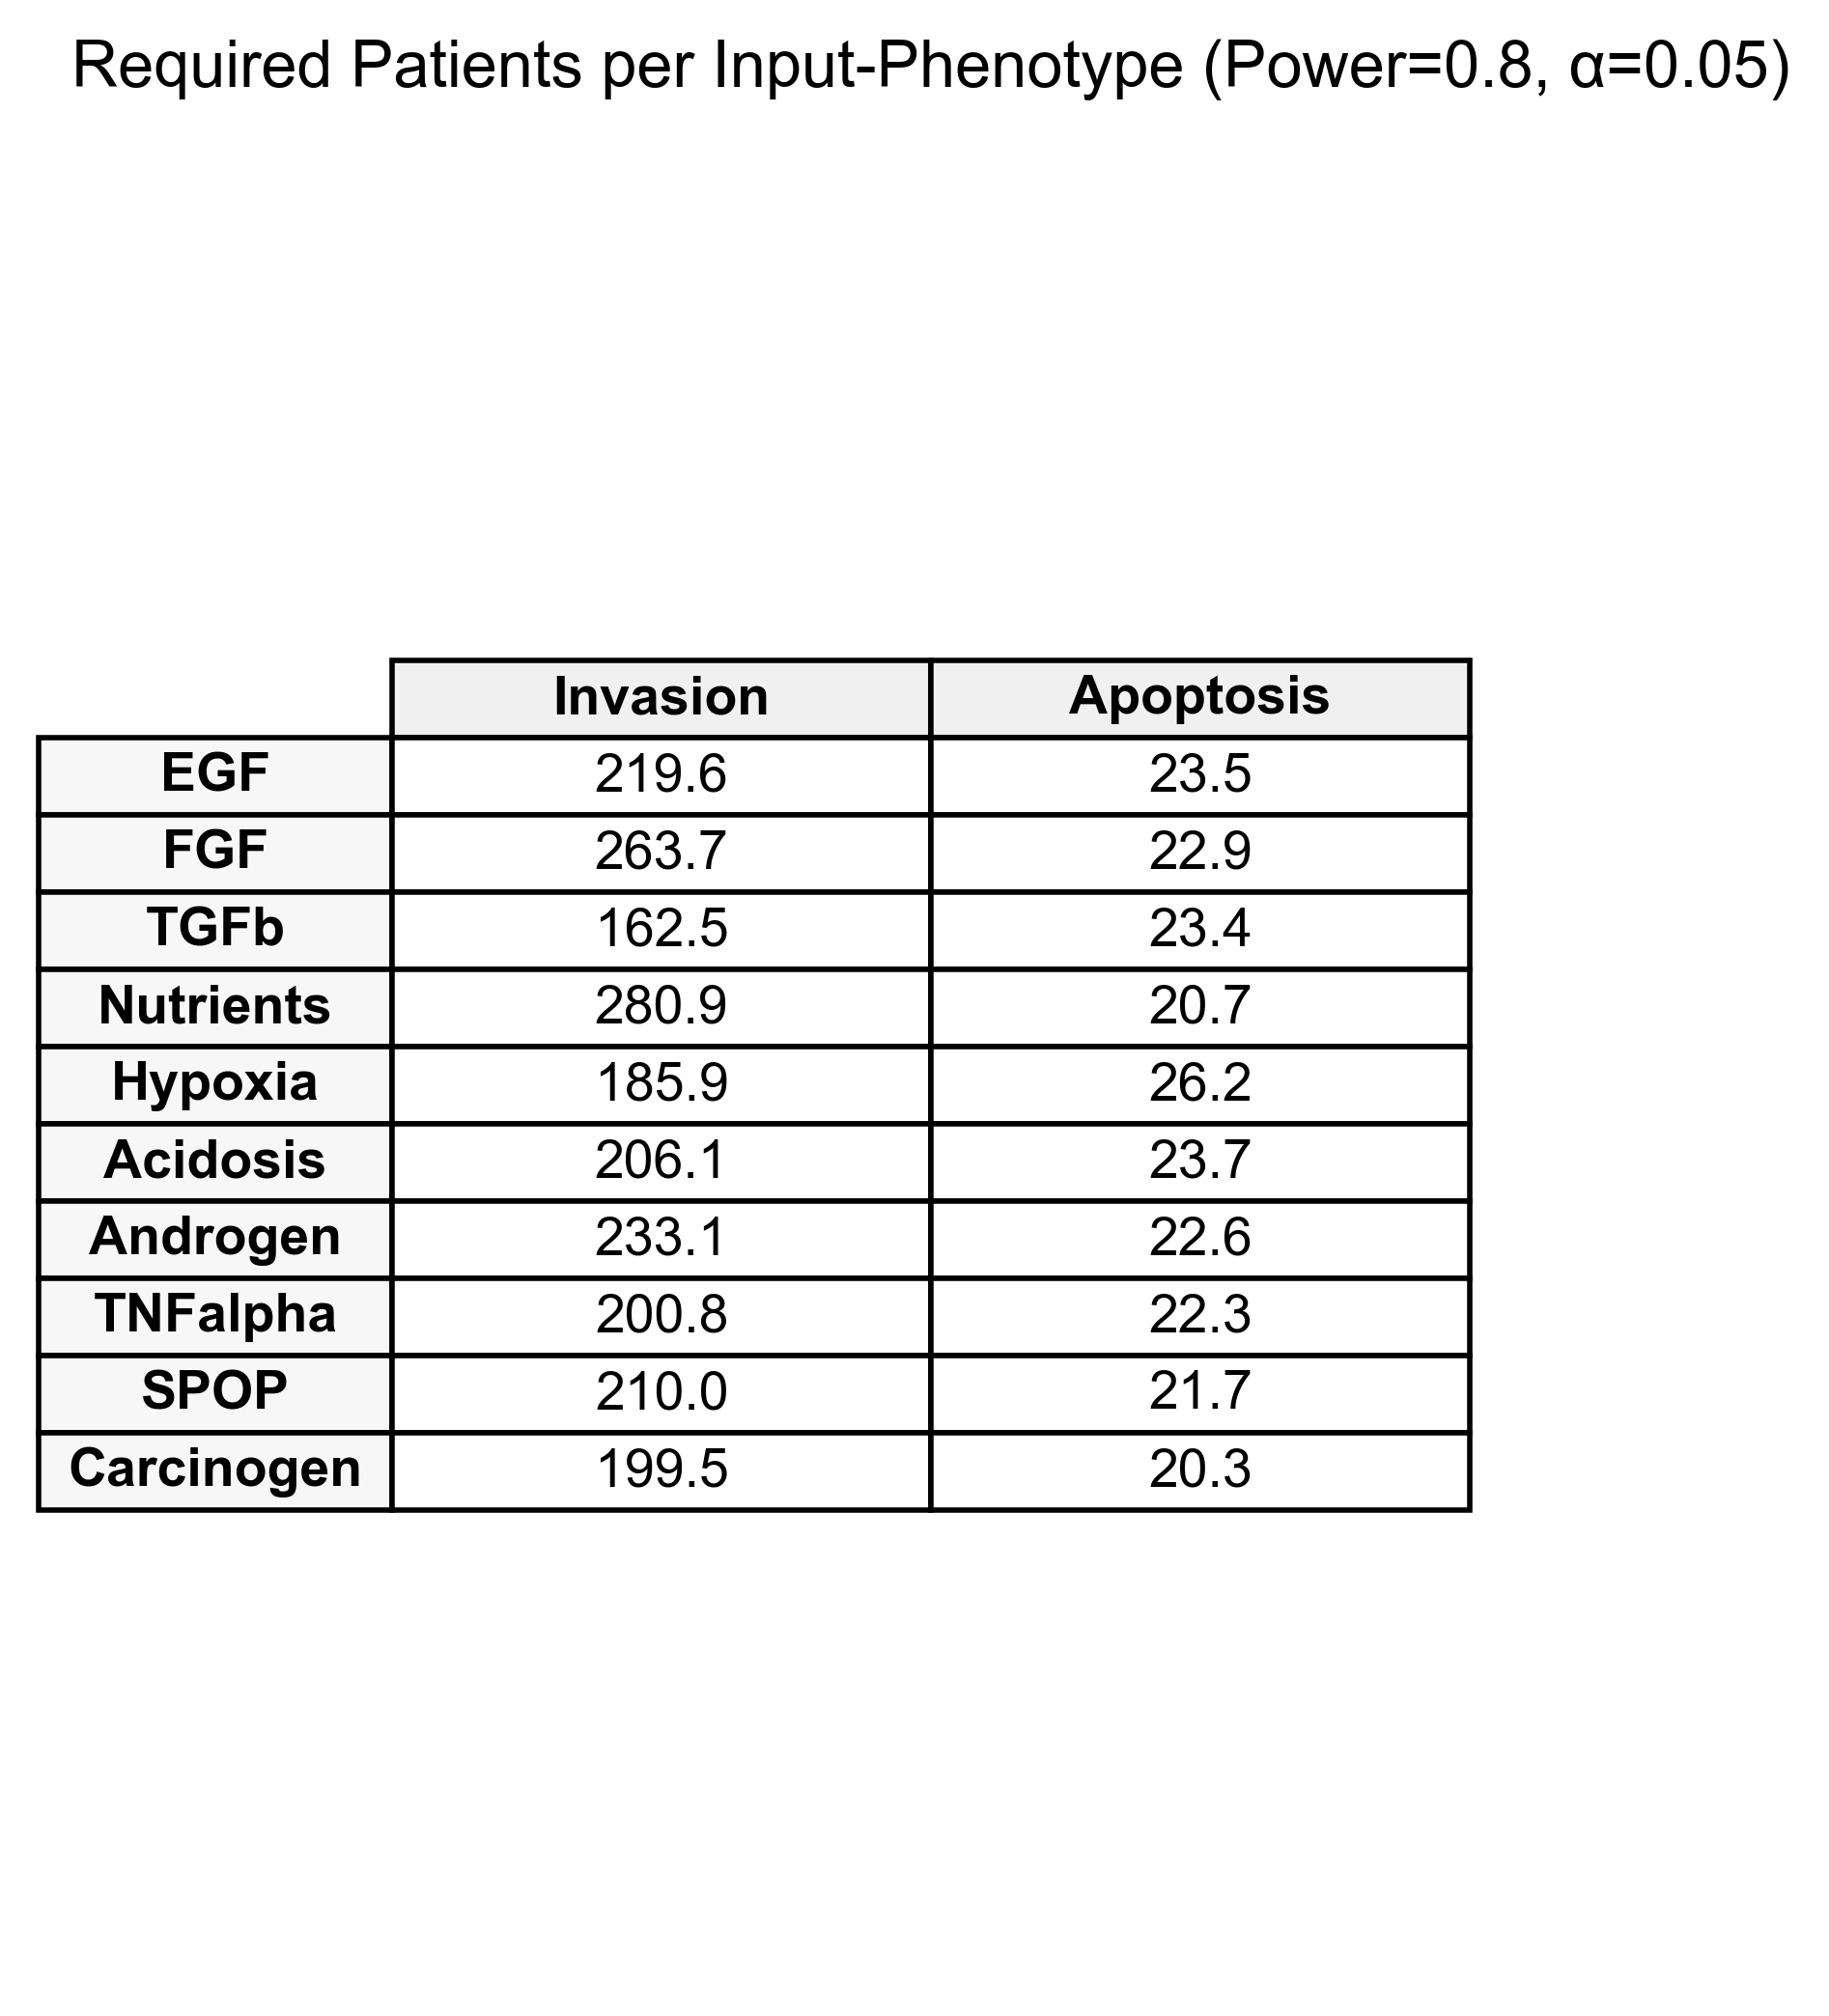 Required Patients per Input-Phenotype (Power=0.8, α=0.05)
Invasion Apoptosis
EGF 219.6 23.5
FGF 263.7 22.9
TGFb 162.5 23.4
Nutrients 280.9 20.7
Hypoxia 185.9 26.2
Acidosis 206.1 23.7
Androgen 233.1 22.6
TNFalpha 200.8 22.3
SPOP 210.0 21.7
Carcinogen 199.5 20.3